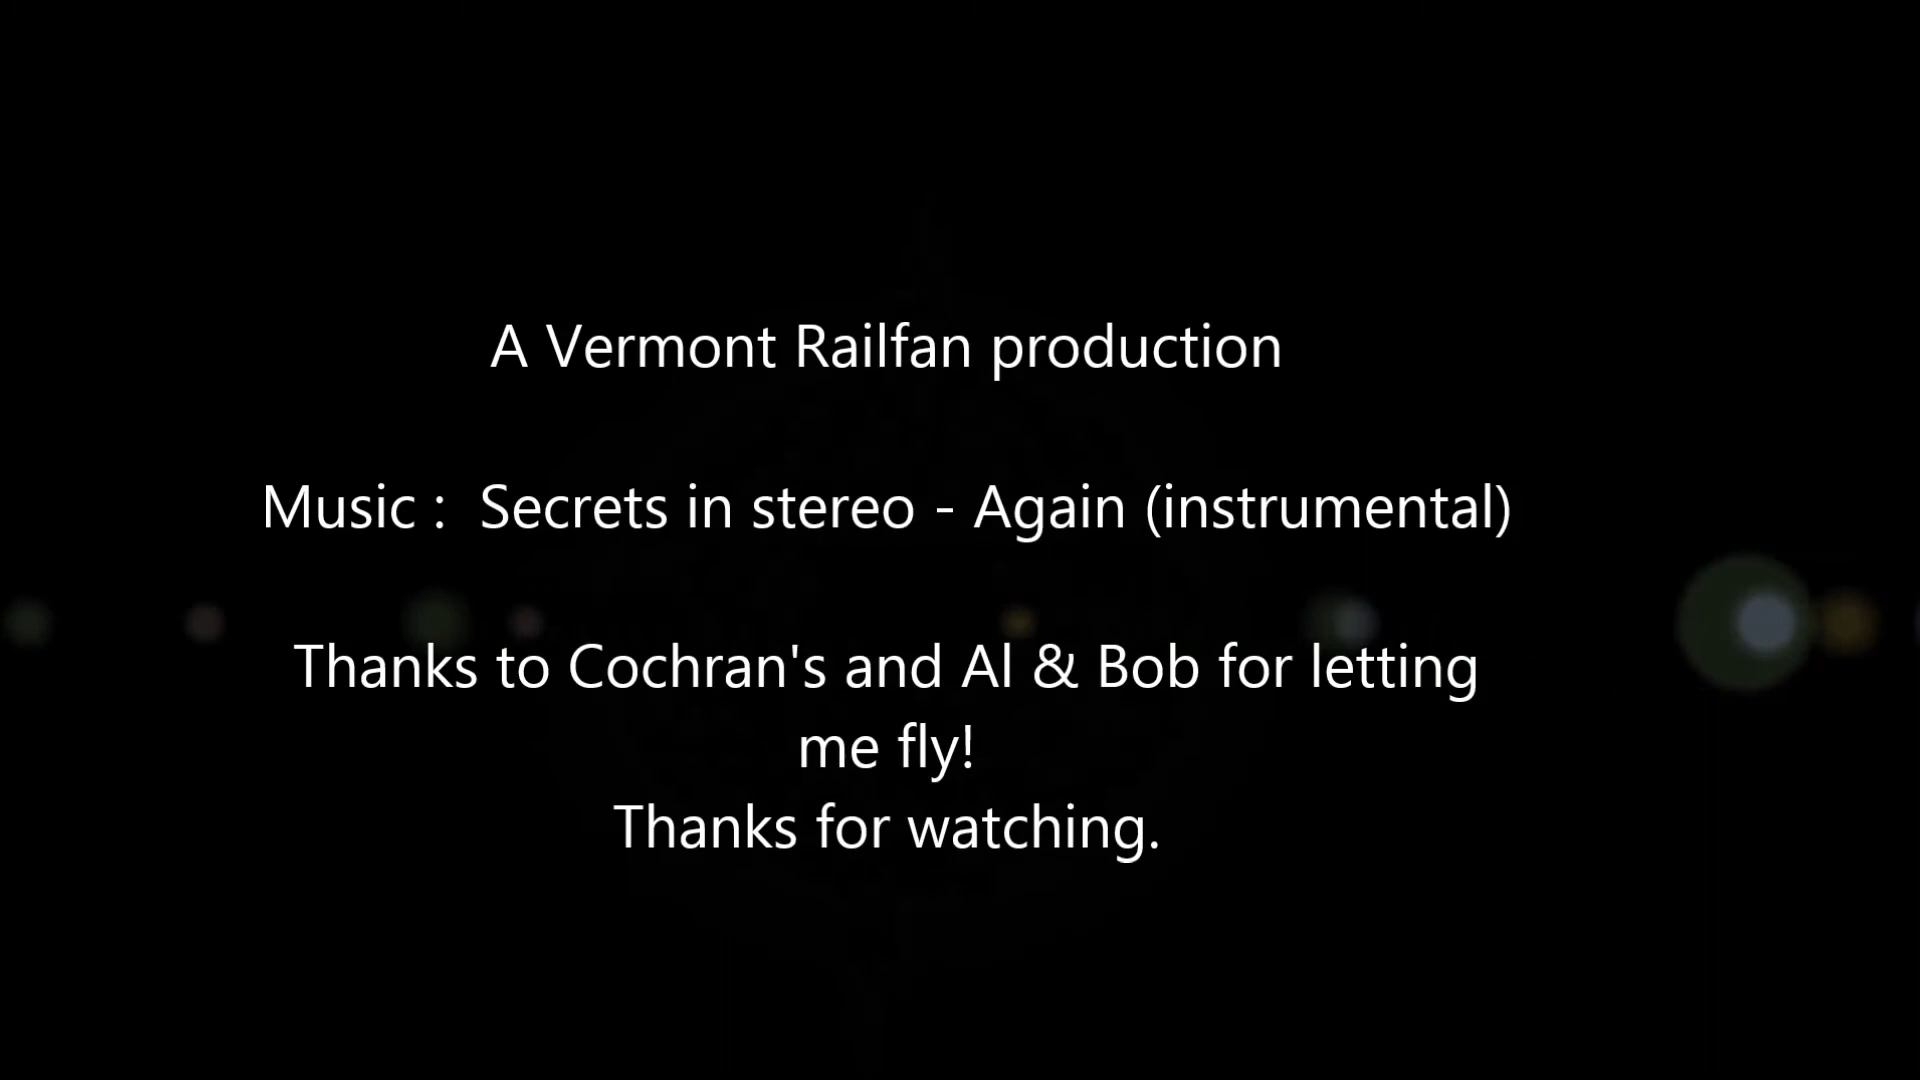 A Vermont Railfan production
Music :  Secrets in stereo - Again (instrumental)
Thanks to Cochran's and Al & Bob for letting
me fly!
Thanks for watching.